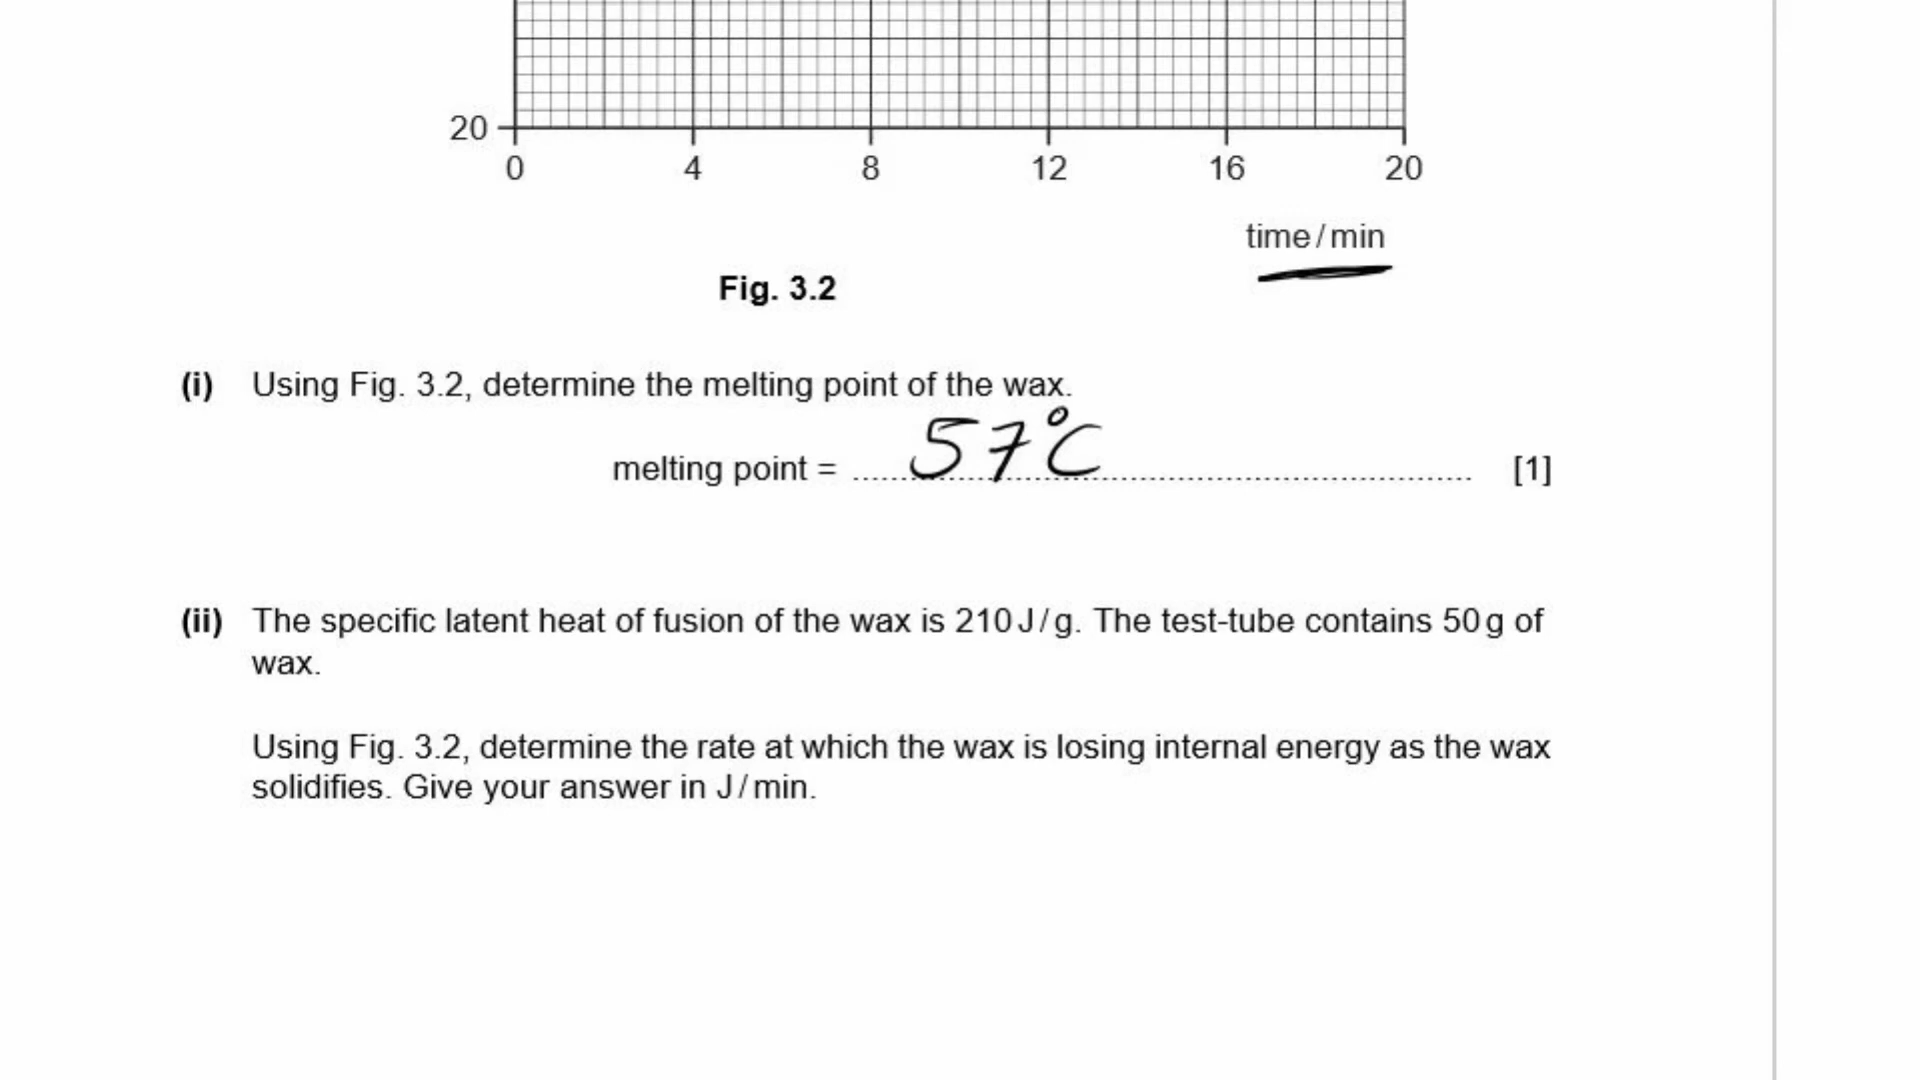 20
0 4 8 12 16 20
time/min
Fig. 3.2
(i) Using Fig. 3.2, determine the melting point of the wax.
melting point = 57°C [1]
(ii) The specific latent heat of fusion of the wax is 210 J/g. The test-tube contains 50 g of
wax.
Using Fig. 3.2, determine the rate at which the wax is losing internal energy as the wax
solidifies. Give your answer in J/min.